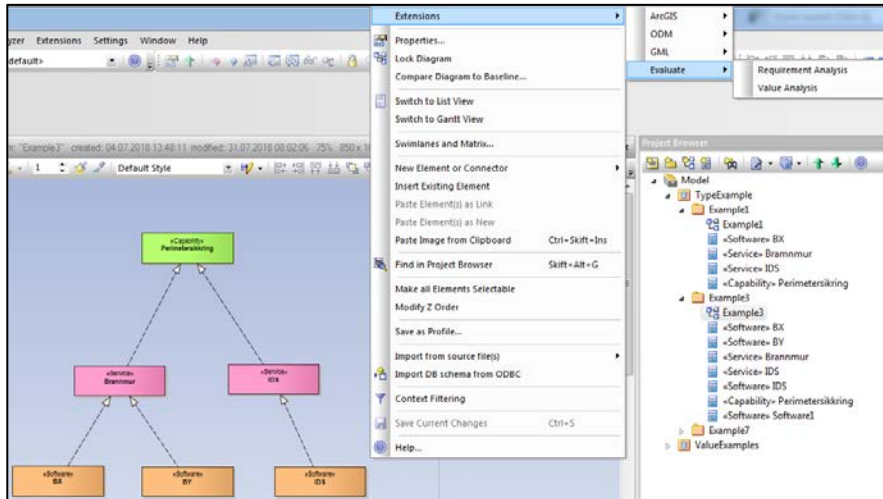 Extensions
ArcGIS
ODM
GML
Evaluate
Requirement Analysis
Value Analysis
yzer Extensions Settings Window Help
default>
Properties...
Lock Diagram
Compare Diagram to Baseline...
Switch to List View
Switch to Gantt View
Swimlanes and Matrix...
New Element or Connector
Insert Existing Element
Paste Element(s) as Link
Paste Element(s) as New
Paste Image from Clipboard Ctrl+Skift+Ins
Find in Project Browser Skift+Alt+G
Make all Elements Selectable
Modify Z Order
Save as Profile...
Import from source file(s)
Import DB schema from ODBC
Context Filtering
Save Current Changes Ctrl+S
Help...
m: "Example3" created: 04.07.2018 13:48:11 modified: 31.07.2018 08:02:06 75% 850 x 1
1 Default Style
«Capability»
Perimetersikkring
«Service»
Brannmur
«Service»
IDS
«Software»
BX
«Software»
BY
«Software»
IDS
Project Browser
Model
TypeExample
Example1
Example1
«Software» BX
«Service» Brannmur
«Service» IDS
«Capability» Perimetersikring
Example3
Example3
«Software» BX
«Software» BY
«Service» Brannmur
«Service» IDS
«Software» IDS
«Capability» Perimetersikkring
«Software» Software1
Example7
ValueExamples